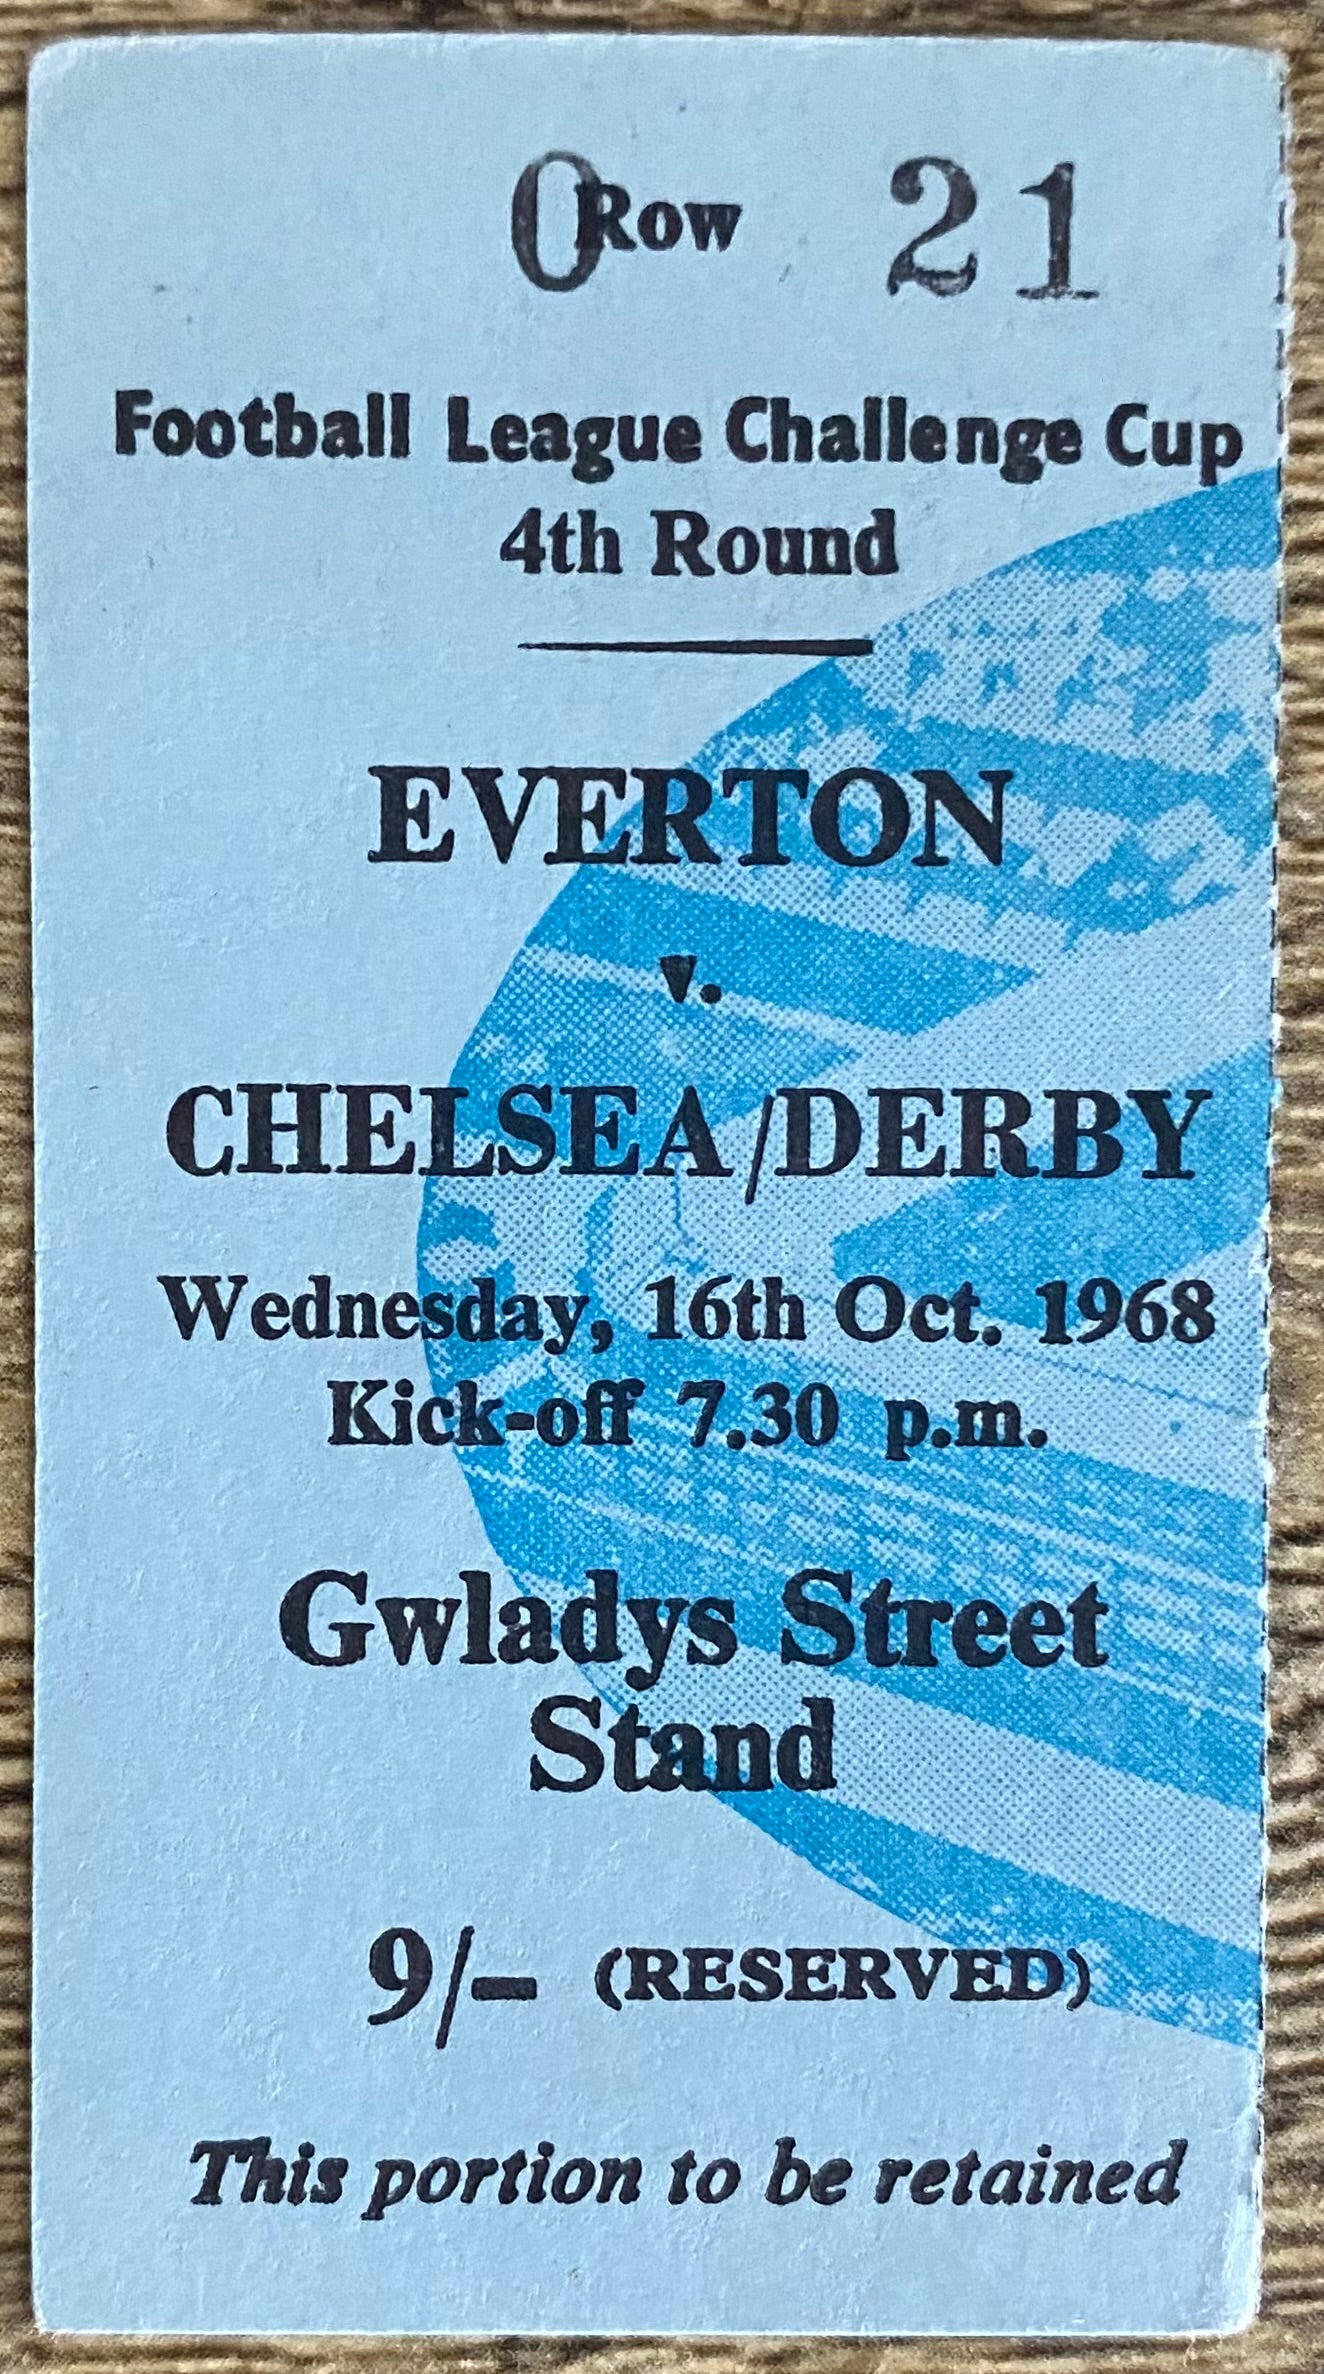 O Row 21
Football League Challenge Cup
4th Round
EVERTON
v.
CHELSEA/DERBY
Wednesday, 16th Oct. 1968
Kick-off 7.30 p.m.
Gwladys Street
Stand
9/- (RESERVED)
This portion to be retained